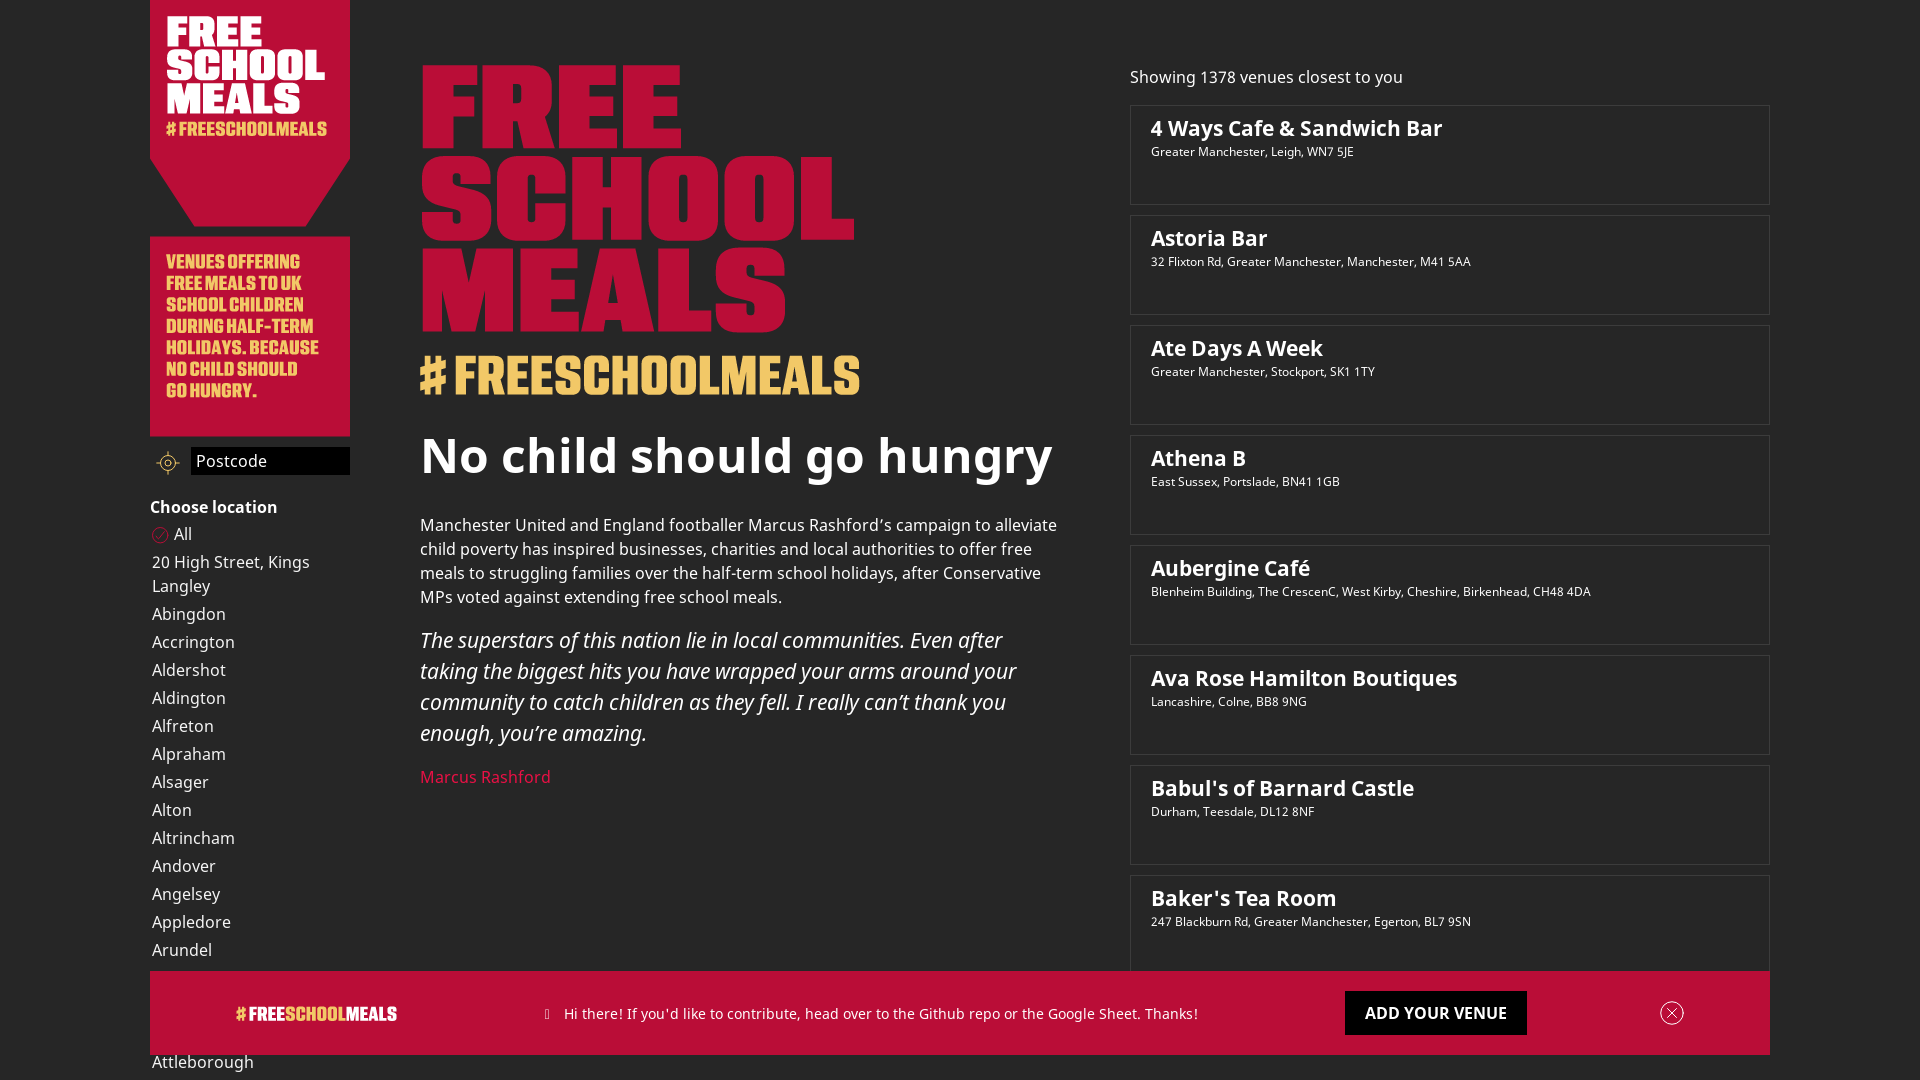 FREE
SCHOOL
MEALS
#FREESCHOOLMEALS
VENUES OFFERING
FREE MEALS TO UK
SCHOOL CHILDREN
DURING HALF-TERM
HOLIDAYS. BECAUSE
NO CHILD SHOULD
GO HUNGRY.
Postcode
Choose location
All
20 High Street, Kings
Langley
Abingdon
Accrington
Aldershot
Aldington
Alfreton
Alpraham
Alsager
Alton
Altrincham
Andover
Angelsey
Appledore
Arundel
Attleborough
FREE
SCHOOL
MEALS
#FREESCHOOLMEALS
No child should go hungry
Manchester United and England footballer Marcus Rashford’s campaign to alleviate
child poverty has inspired businesses, charities and local authorities to offer free
meals to struggling families over the half-term school holidays, after Conservative
MPs voted against extending free school meals.
The superstars of this nation lie in local communities. Even after
taking the biggest hits you have wrapped your arms around your
community to catch children as they fell. I really can’t thank you
enough, you’re amazing.
Marcus Rashford
Showing 1378 venues closest to you
4 Ways Cafe & Sandwich Bar
Greater Manchester, Leigh, WN7 5JE
Astoria Bar
32 Flixton Rd, Greater Manchester, Manchester, M41 5AA
Ate Days A Week
Greater Manchester, Stockport, SK1 1TY
Athena B
East Sussex, Portslade, BN41 1GB
Aubergine Café
Blenheim Building, The CrescenC, West Kirby, Cheshire, Birkenhead, CH48 4DA
Ava Rose Hamilton Boutiques
Lancashire, Colne, BB8 9NG
Babul's of Barnard Castle
Durham, Teesdale, DL12 8NF
Baker's Tea Room
247 Blackburn Rd, Greater Manchester, Egerton, BL7 9SN
#FREESCHOOLMEALS
Hi there! If you'd like to contribute, head over to the Github repo or the Google Sheet. Thanks!
ADD YOUR VENUE